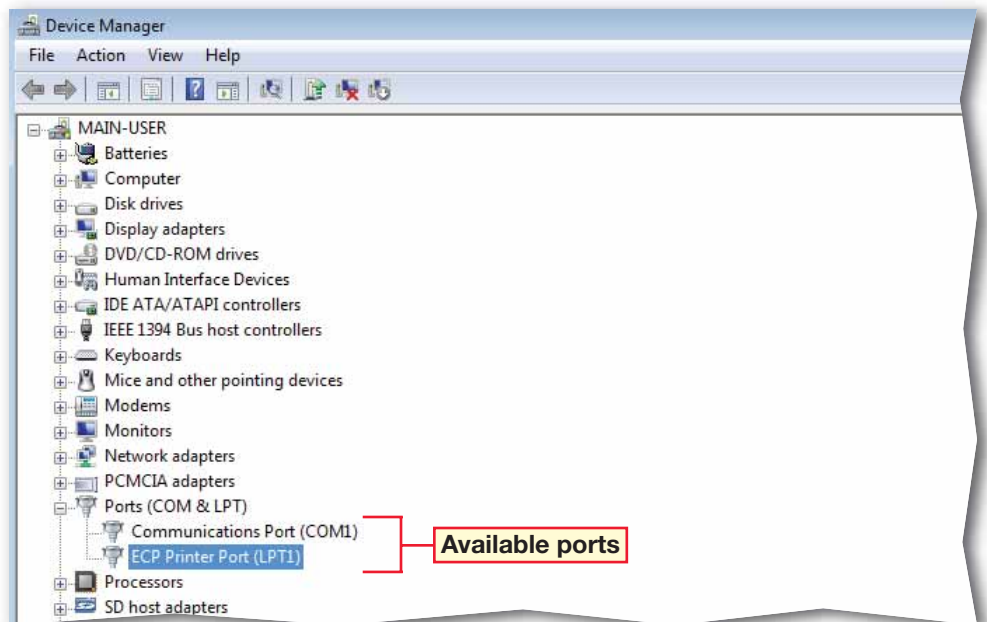 Device Manager
File Action View Help
MAIN-USER
Batteries
Computer
Disk drives
Display adapters
DVD/CD-ROM drives
Human Interface Devices
IDE ATA/ATAPI controllers
IEEE 1394 Bus host controllers
Keyboards
Mice and other pointing devices
Modems
Monitors
Network adapters
PCMCIA adapters
Ports (COM & LPT)
Communications Port (COM1)
ECP Printer Port (LPT1)
Available ports
Processors
SD host adapters